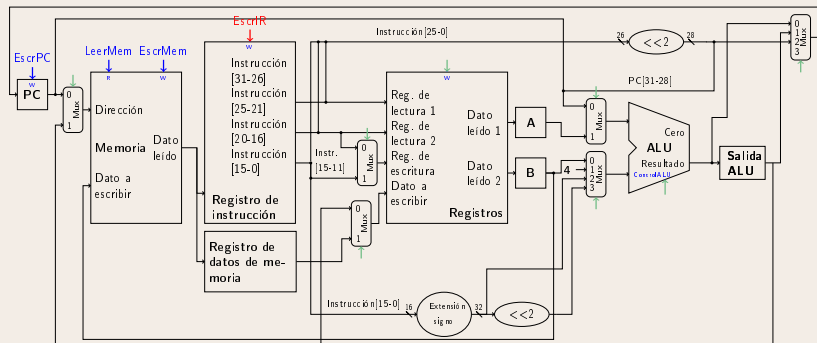 EscrPC
W
PC
0
Mux
1
LeerMem
EscrMem
R
W
Dirección
Memoria
Dato
leído
Dato a
escribir
EscrIR
W
Instrucción
[31-26]
Instrucción
[25-21]
Instrucción
[20-16]
Instrucción
[15-0]
Registro de
instrucción
Registro de
datos de me-
moria
Instrucción[25-0]
26
<<2
28
PC[31-28]
Instr.
[15-11]
0
Mux
1
0
Mux
1
W
Reg. de
lectura 1
Reg. de
lectura 2
Reg. de
escritura
Dato a
escribir
Dato
leído 1
Dato
leído 2
Registros
A
B
4
0
Mux
1
0
1
2
3
Mux
Cero
ALU
Resultado
ControlALU
Salida
ALU
0
1
2
3
Mux
Instrucción[15-0]
16
Extensión
signo
32
<<2